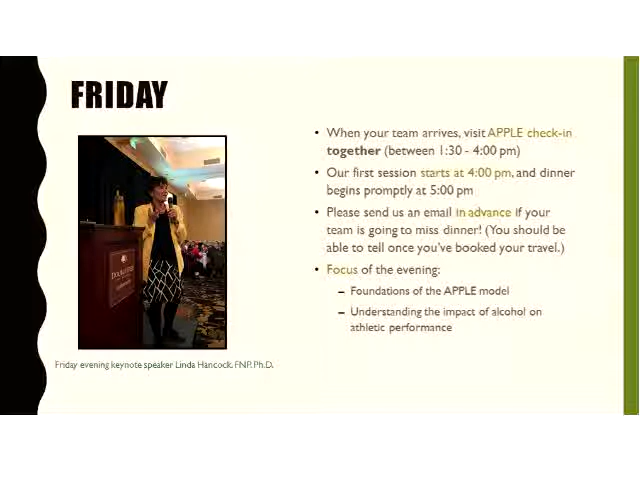 FRIDAY
• When your team arrives, visit APPLE check-in
together (between 1:30 - 4:00 pm)
• Our first session starts at 4:00 pm, and dinner
begins promptly at 5:00 pm
• Please send us an email in advance if your
team is going to miss dinner! (You should be
able to tell once you've booked your travel.)
• Focus of the evening:
– Foundations of the APPLE model
– Understanding the impact of alcohol on
athletic performance
Friday evening keynote speaker Linda Hancock, FNP, Ph.D.